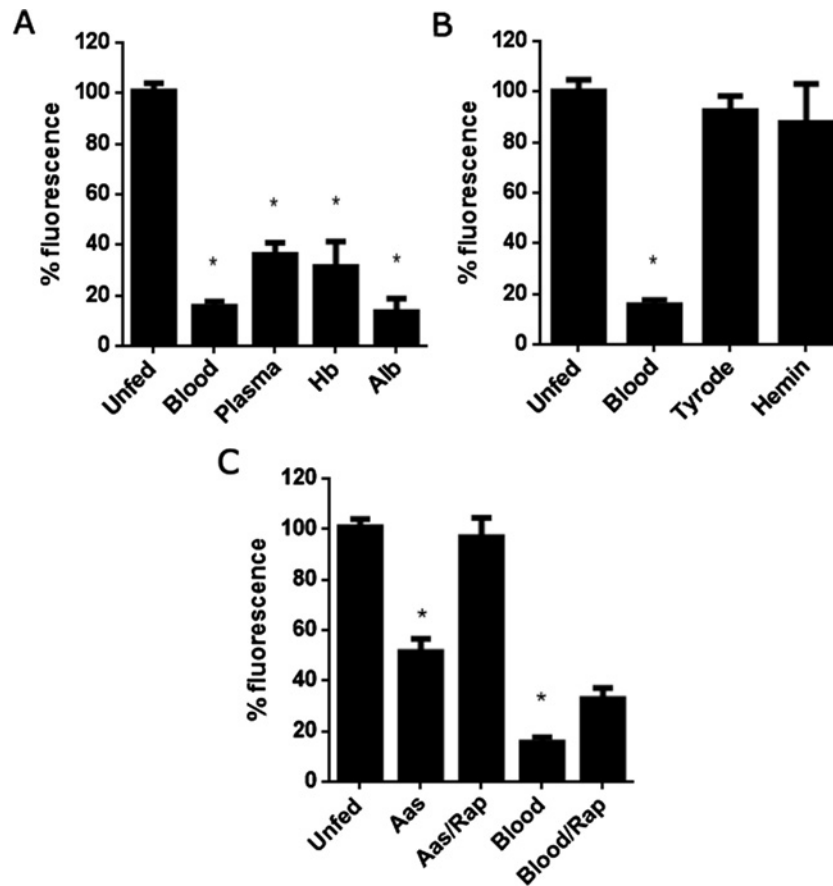 A
% fluorescence
120
100
80
60
40
20
0
*
*
*
*
Unfed
Blood
Plasma
Hb
Alb
B
% fluorescence
120
100
80
60
40
20
0
*
Unfed
Blood
Tyrode
Hemin
C
% fluorescence
120
100
80
60
40
20
0
*
*
Unfed
Aas
Aas/Rap
Blood
Blood/Rap